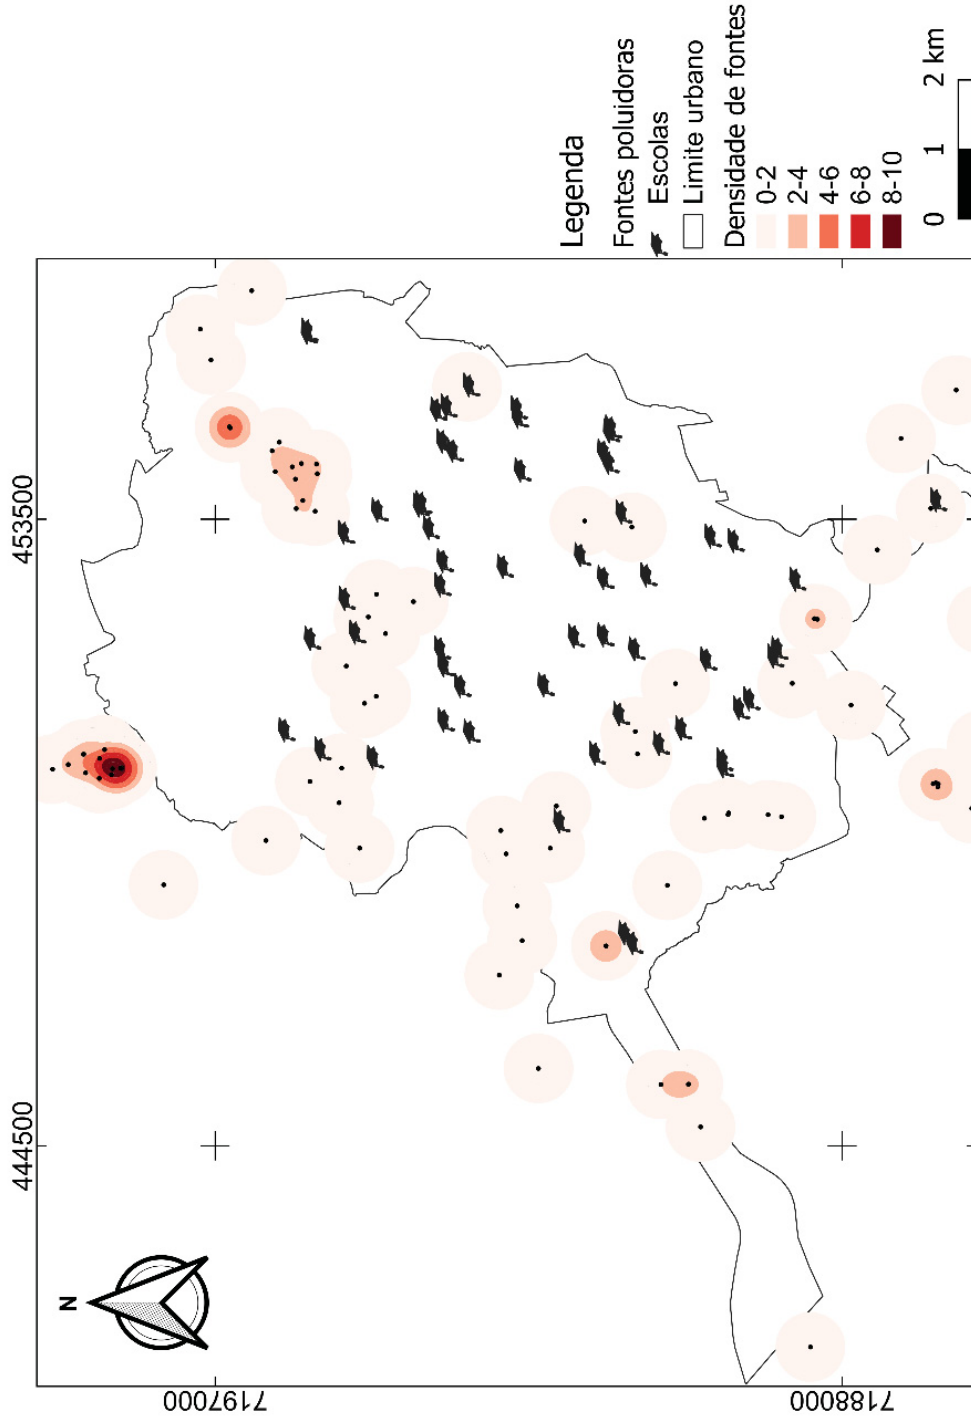 N
444500
453500
7197000
7188000
Legenda
Fontes poluidoras
Escolas
Limite urbano
Densidade de fontes
0-2
2-4
4-6
6-8
8-10
0 1 2 km